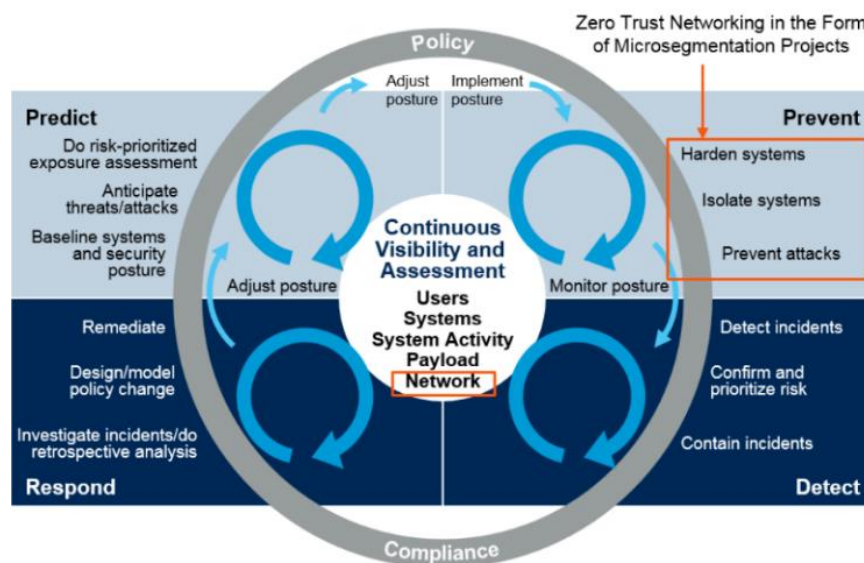 Zero Trust Networking in the Form
of Microsegmentation Projects
Policy
Adjust
posture
Implement
posture
Predict
Do risk-prioritized
exposure assessment
Anticipate
threats/attacks
Baseline systems
and security
posture
Prevent
Harden systems
Isolate systems
Prevent attacks
Continuous
Visibility and
Assessment
Users
Systems
System Activity
Payload
Network
Adjust posture
Monitor posture
Remediate
Design/model
policy change
Investigate incidents/do
retrospective analysis
Respond
Detect incidents
Confirm and
prioritize risk
Contain incidents
Detect
Compliance